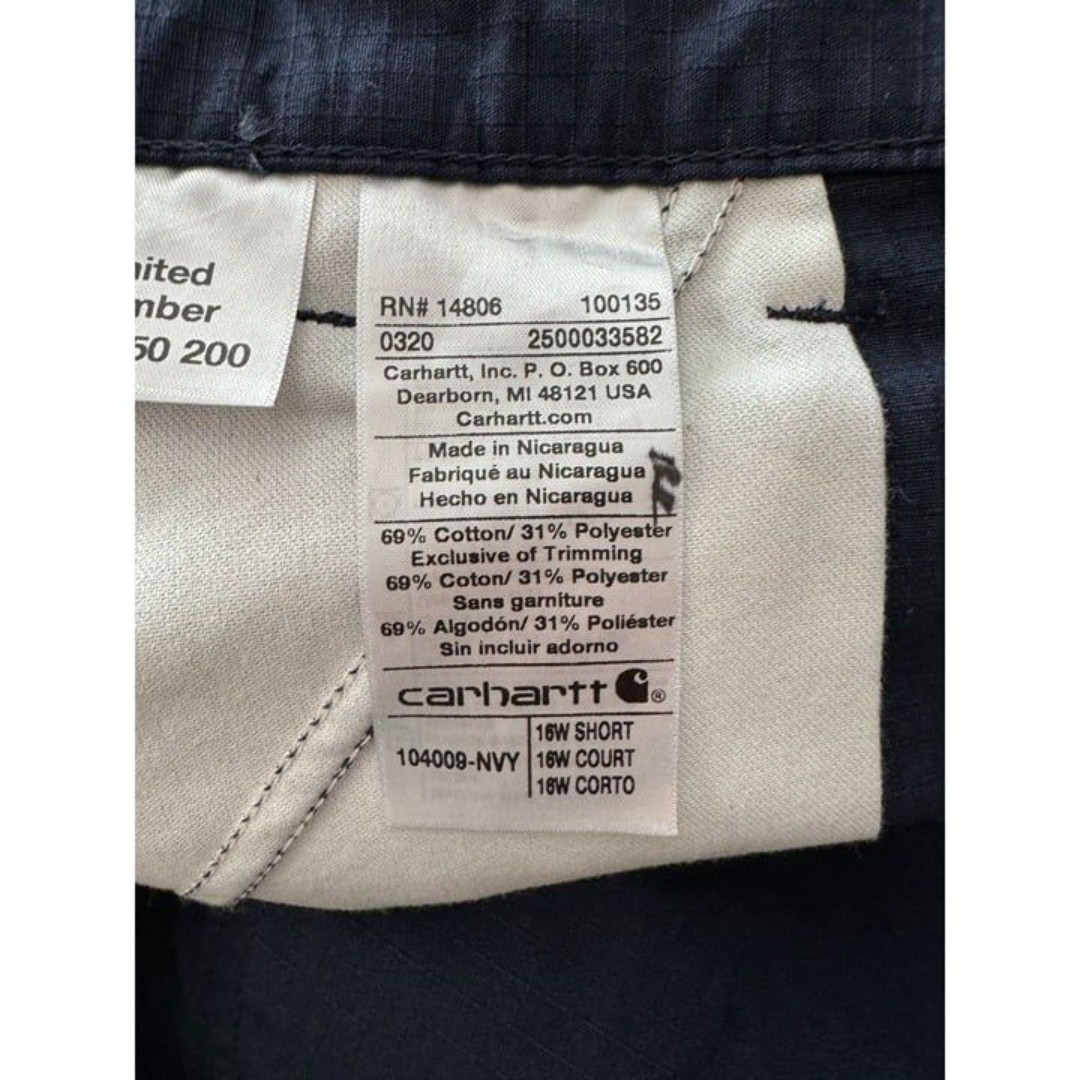 50 200
RN# 14806 100135
0320 2500033582
Carhartt, Inc. P. O. Box 600
Dearborn, MI 48121 USA
Carhartt.com
Made in Nicaragua
Fabriqué au Nicaragua
Hecho en Nicaragua
69% Cotton/ 31% Polyester
Exclusive of Trimming
69% Coton/ 31% Polyester
Sans garniture
69% Algodón/ 31% Poliéster
Sin incluir adorno
carhartt ®
104009-NVY
16W SHORT
16W COURT
16W CORTO